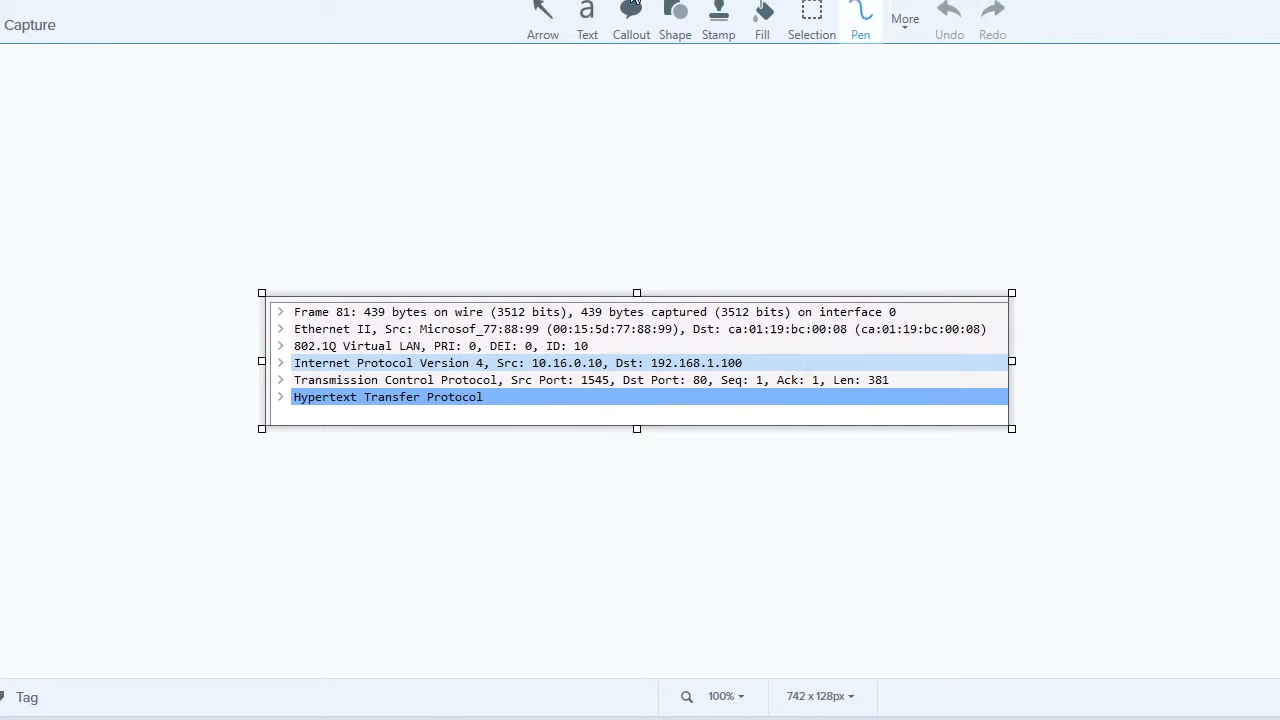 Capture
Arrow
a
Text
Callout
Shape
Stamp
Fill
Selection
Pen
More
Undo
Redo
Frame 81: 439 bytes on wire (3512 bits), 439 bytes captured (3512 bits) on interface 0
Ethernet II, Src: Microsof_77:88:99 (00:15:5d:77:88:99), Dst: ca:01:19:bc:00:08 (ca:01:19:bc:00:08)
802.1Q Virtual LAN, PRI: 0, DEI: 0, ID: 10
Internet Protocol Version 4, Src: 10.16.0.10, Dst: 192.168.1.100
Transmission Control Protocol, Src Port: 1545, Dst Port: 80, Seq: 1, Ack: 1, Len: 381
Hypertext Transfer Protocol
Tag
100%
742 x 128px